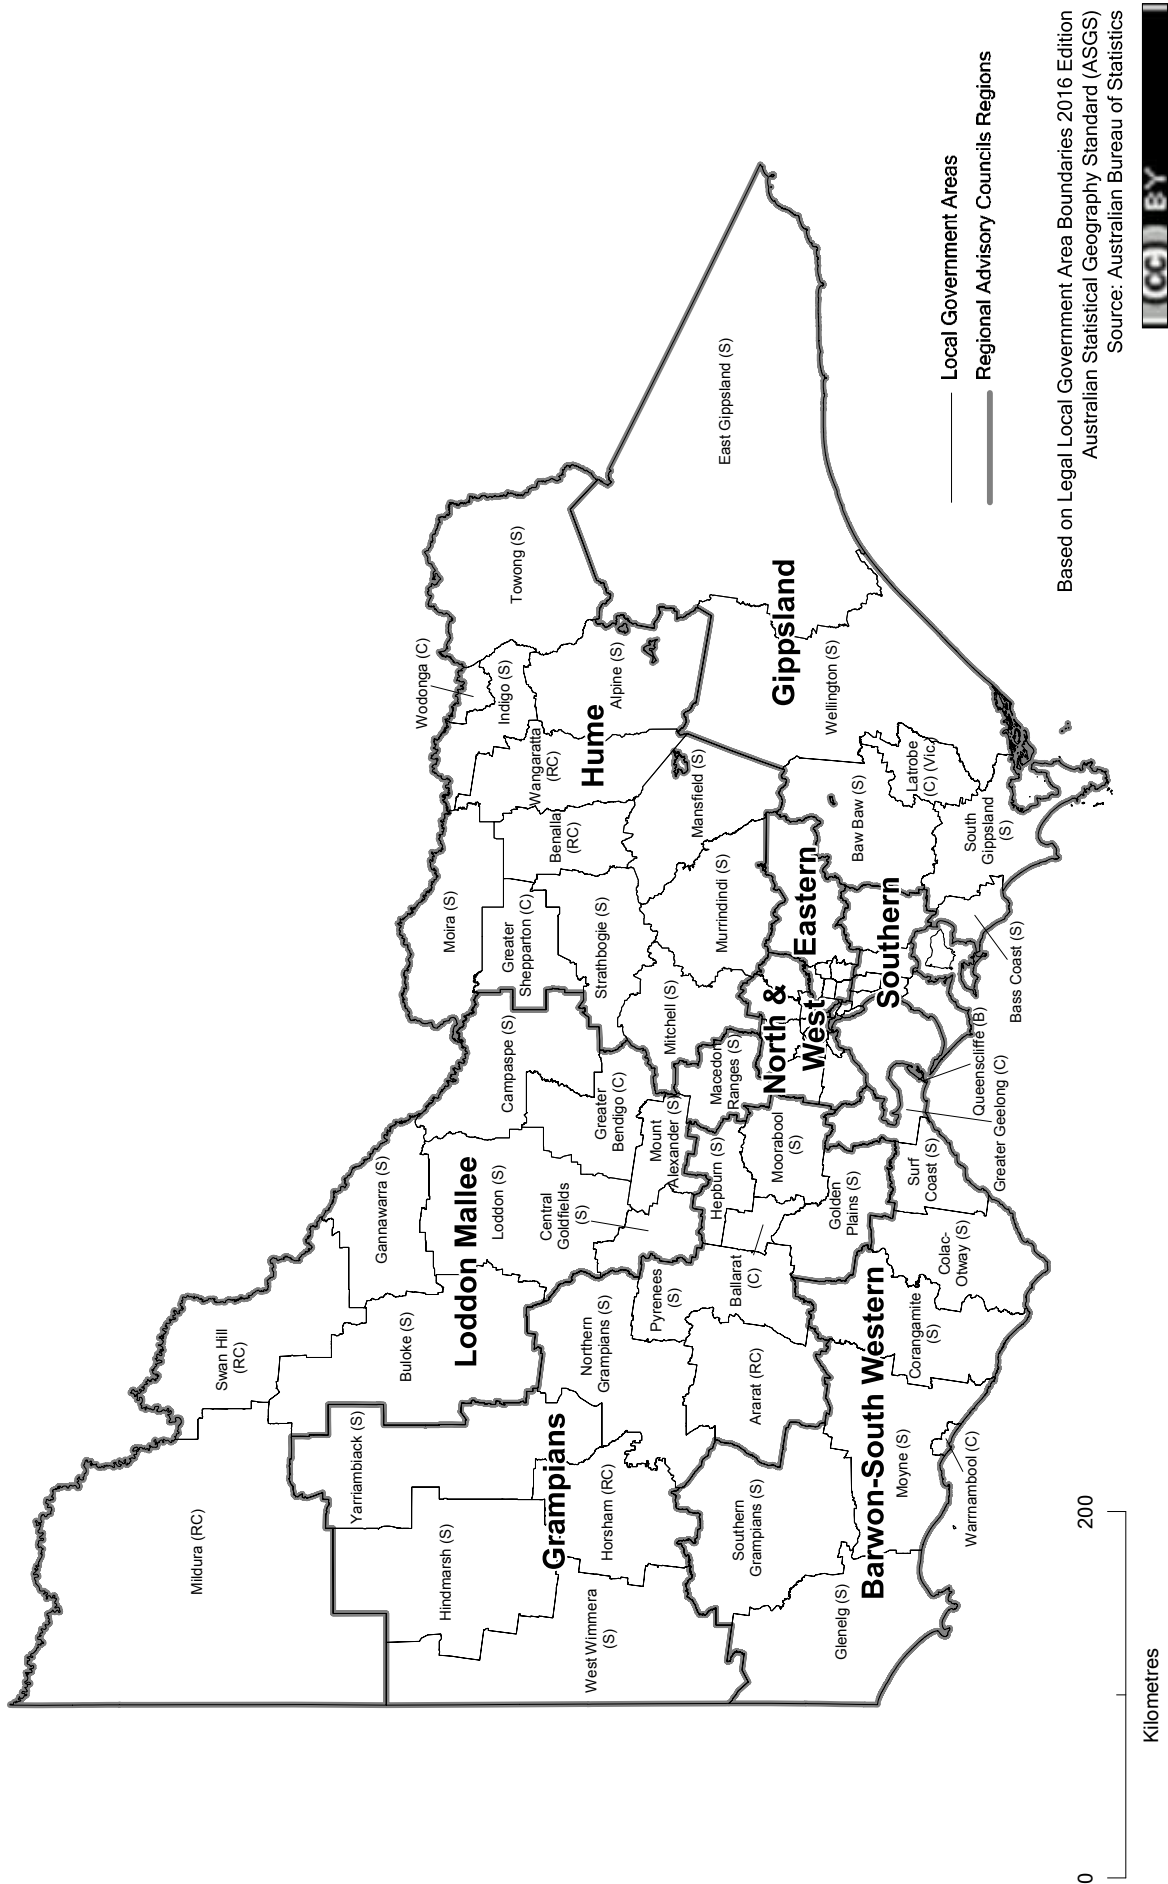 Mildura (RC)
Swan Hill
(RC)
Gannawarra (S)
Buloke (S)
Loddon Mallee
Loddon (S)
Campaspe (S)
Central
Goldfields
(S)
Greater
Bendigo (C)
Mount
Alexander (S)
Macedon
Ranges (S)
Yarriambiack (S)
Hindmarsh (S)
Grampians
West Wimmera
(S)
Horsham (RC)
Northern
Grampians (S)
Pyrenees
(S)
Ararat (RC)
Ballarat
(C)
Hepburn (S)
Moorabool
(S)
Golden
Plains (S)
Moira (S)
Greater
Shepparton (C)
Strathbogie (S)
Mitchell (S)
Murrindindi (S)
Mansfield (S)
Benalla
(RC)
Wangaratta
(RC)
Hume
Wodonga (C)
Indigo (S)
Alpine (S)
Towong (S)
Gippsland
East Gippsland (S)
Wellington (S)
Baw Baw (S)
Latrobe
(C) (Vic.
South
Gippsland
(S)
Bass Coast (S)
North &
West
Eastern
Southern
Barwon-South Western
Southern
Grampians (S)
Glenelg (S)
Moyne (S)
Warrnambool (C)
Corangamite
(S)
Colac-
Otway (S)
Surf
Coast (S)
Greater Geelong (C)
Queenscliffe (B)
Local Government Areas
Regional Advisory Councils Regions
Based on Legal Local Government Area Boundaries 2016 Edition
Australian Statistical Geography Standard (ASGS)
Source: Australian Bureau of Statistics
0
200
Kilometres
(CC) BY